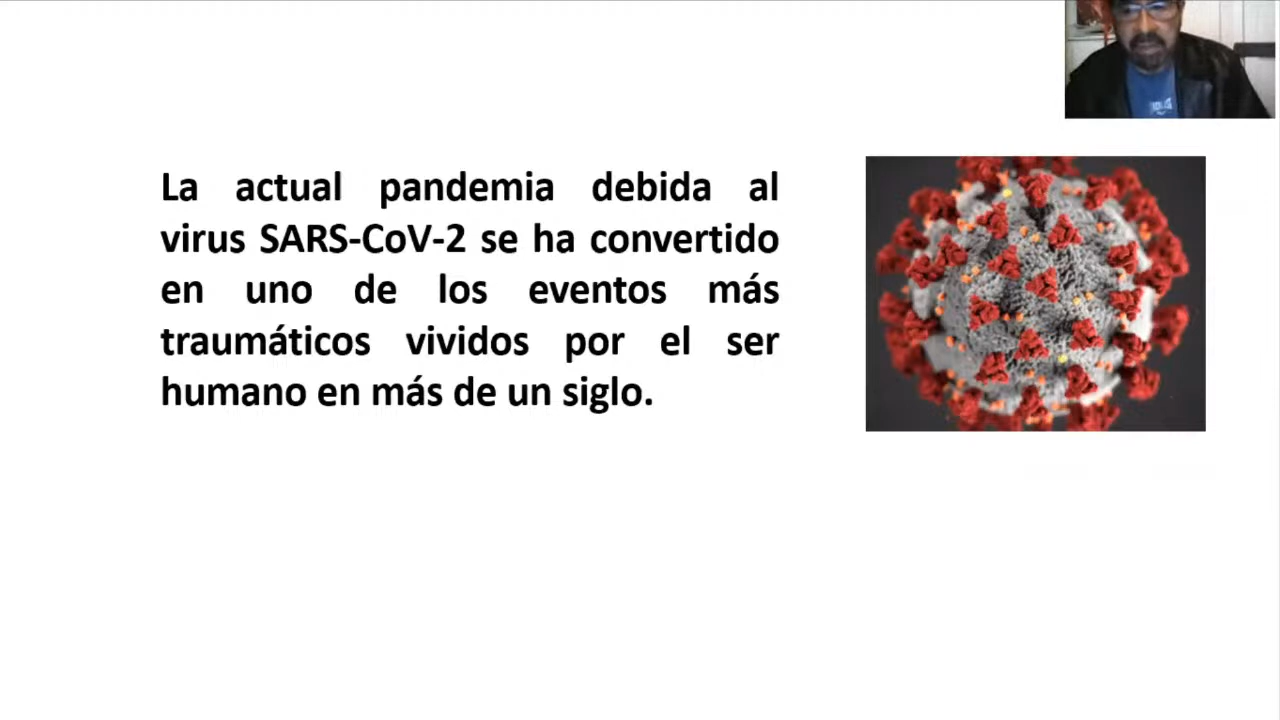 La actual pandemia debida al
virus SARS-CoV-2 se ha convertido
en uno de los eventos más
traumáticos vividos por el ser
humano en más de un siglo.